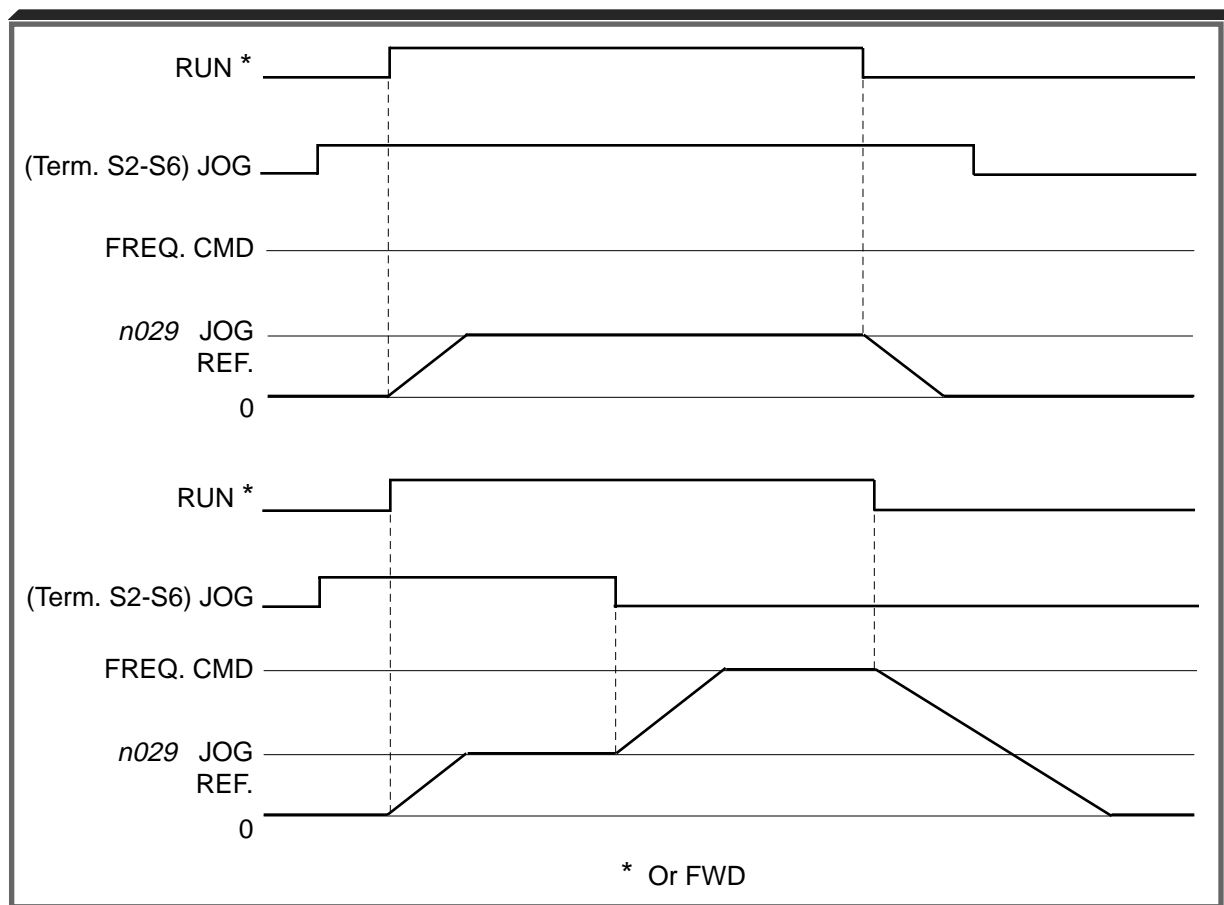 RUN *
(Term. S2-S6) JOG
FREQ. CMD
n029 JOG
REF.
0
RUN *
(Term. S2-S6) JOG
FREQ. CMD
n029 JOG
REF.
0
* Or FWD